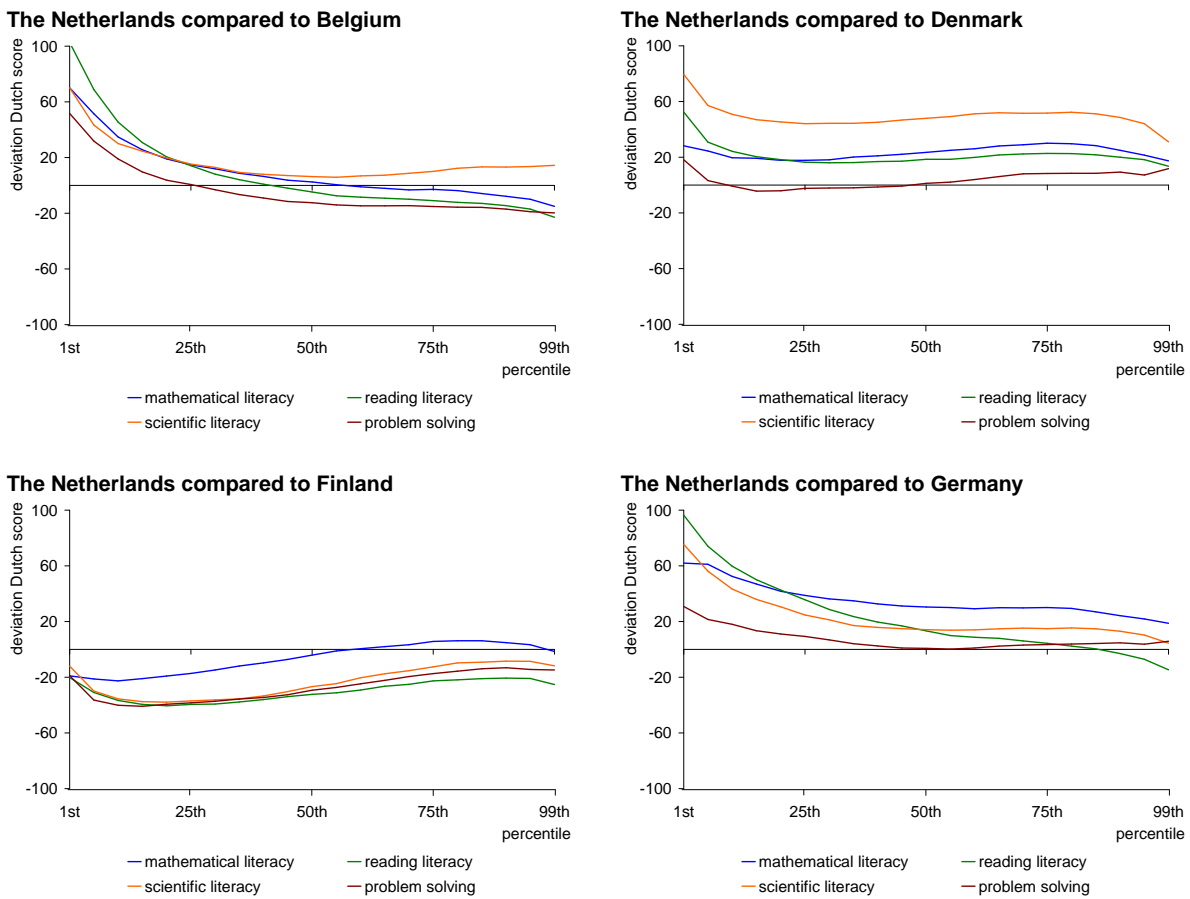 The Netherlands compared to Belgium
deviation Dutch score
100
60
20
-20
-60
-100
1st 25th 50th 75th 99th
percentile
mathematical literacy reading literacy
scientific literacy problem solving
The Netherlands compared to Denmark
deviation Dutch score
100
60
20
-20
-60
-100
1st 25th 50th 75th 99th
percentile
mathematical literacy reading literacy
scientific literacy problem solving
The Netherlands compared to Finland
deviation Dutch score
100
60
20
-20
-60
-100
1st 25th 50th 75th 99th
percentile
mathematical literacy reading literacy
scientific literacy problem solving
The Netherlands compared to Germany
deviation Dutch score
100
60
20
-20
-60
-100
1st 25th 50th 75th 99th
percentile
mathematical literacy reading literacy
scientific literacy problem solving